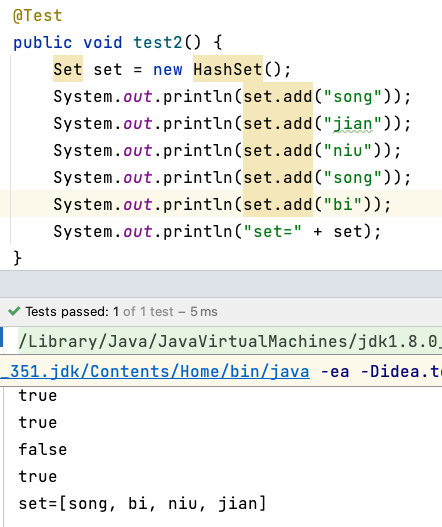 @Test
public void test2() {
Set set = new HashSet();
System.out.println(set.add("song"));
System.out.println(set.add("jian"));
System.out.println(set.add("niu"));
System.out.println(set.add("song"));
System.out.println(set.add("bi"));
System.out.println("set=" + set);
}
Tests passed: 1 of 1 test – 5 ms
/Library/Java/JavaVirtualMachines/jdk1.8.0_
_351.jdk/Contents/Home/bin/java -ea -Didea.te
true
true
false
true
set=[song, bi, niu, jian]